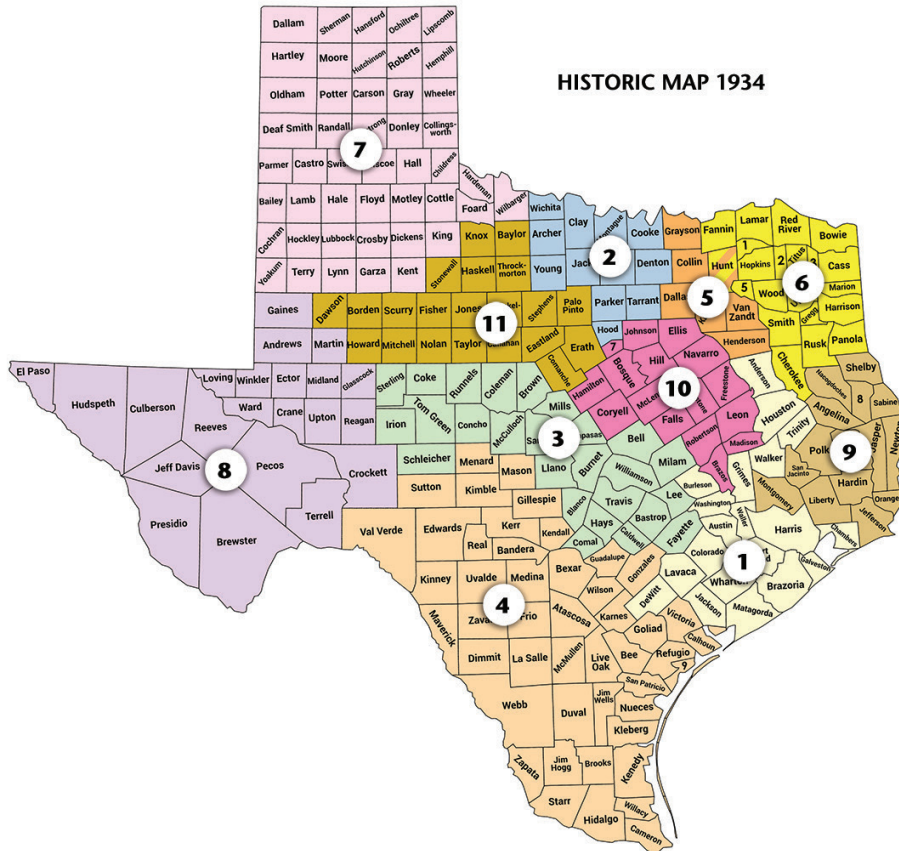 HISTORIC MAP 1934
Dallam Sherman Hansford Ochiltree Lipscomb
Hartley Moore Hutchinson Roberts Hemphill
Oldham Potter Carson Gray Wheeler
Deaf Smith Randall Donley Collings-
worth
7
Parmer Castro Hall Childress
Bailey Lamb Hale Floyd Motley Cottle
Hardeman
Foard Wilbarger
Cochran Hockley Lubbock Crosby Dickens King
Yoakum Terry Lynn Garza Kent
Wichita Clay Cooke Grayson
Archer
2
Young Denton Collin
Parker Tarrant
Hood
Fannin Lamar Red
River Bowie
1
Hunt Hopkins 2 Titus Cass
6
5 Wood Marion
5
Van
Zandt Smith Gregg Harrison
Henderson Rusk Panola
Cherokee
Knox Baylor
Stonewall Haskell Throck-
morton
Gaines Dawson Borden Scurry Fisher Stephens Palo
Pinto
11
Andrews Martin Howard Mitchell Nolan Taylor Eastland Erath
Comanche
Johnson Ellis
7
Bosque Hill Navarro
10
Hamilton Freestone
Coryell Falls Leon
Robertson Madison
Brazos
El Paso Loving Winkler Ector Midland Glasscock
Hudspeth Culberson Reeves Ward Crane Upton Reagan
Jeff Davis 8 Pecos Crockett
Presidio Brewster Terrell
Sterling Coke Runnels Coleman Brown
Irion Tom Green Concho McCulloch Mills
3
Schleicher Llano Burnet Bell
Williamson Milam
Blanco Travis Lee
Hays Bastrop
Comal Caldwell Fayette
Menard Mason
Sutton Kimble Gillespie
Val Verde Edwards Kerr Kendall
Real Bandera
Kinney Uvalde Medina Bexar Guadalupe Gonzales
4
Wilson
Maverick Frio Atascosa Karnes
Dimmit La Salle McMullen Live
Oak Bee Goliad Victoria
Refugio Calhoun
9
San Patricio
Webb Duval Jim
Wells Nueces
Kleberg
Zapata Jim
Hogg Brooks Kenedy
Starr Hidalgo Willacy
Cameron
Anderson
Houston
Trinity
Walker
Grimes
Burleson
Washington
Montgomery
Austin Waller Harris Chambers
Colorado 1 Galveston
Lavaca Wharton Brazoria
DeWitt Jackson Matagorda
Shelby
Nacogdoches 8 Sabine
Angelina
Polk 9 Jasper Newton
San
Jacinto Hardin
Liberty Orange
Jefferson